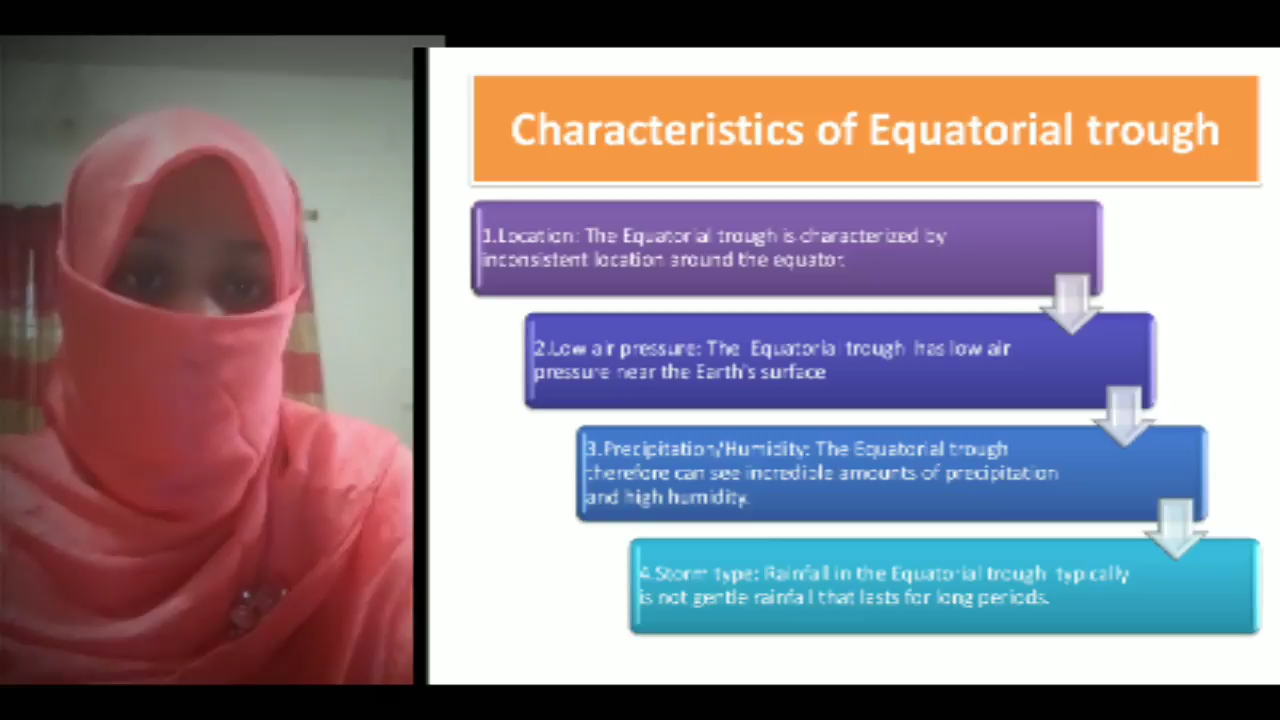 Characteristics of Equatorial trough
1.Location: The Equatorial trough is characterized by
inconsistent location around the equator.
2.Low air pressure: The Equatorial trough has low air
pressure near the Earth's surface
3.Precipitation/Humidity: The Equatorial trough
therefore can see incredible amounts of precipitation
and high humidity.
4.Storm type: Rainfall in the Equatorial trough typically
is not gentle rainfall that lasts for long periods.